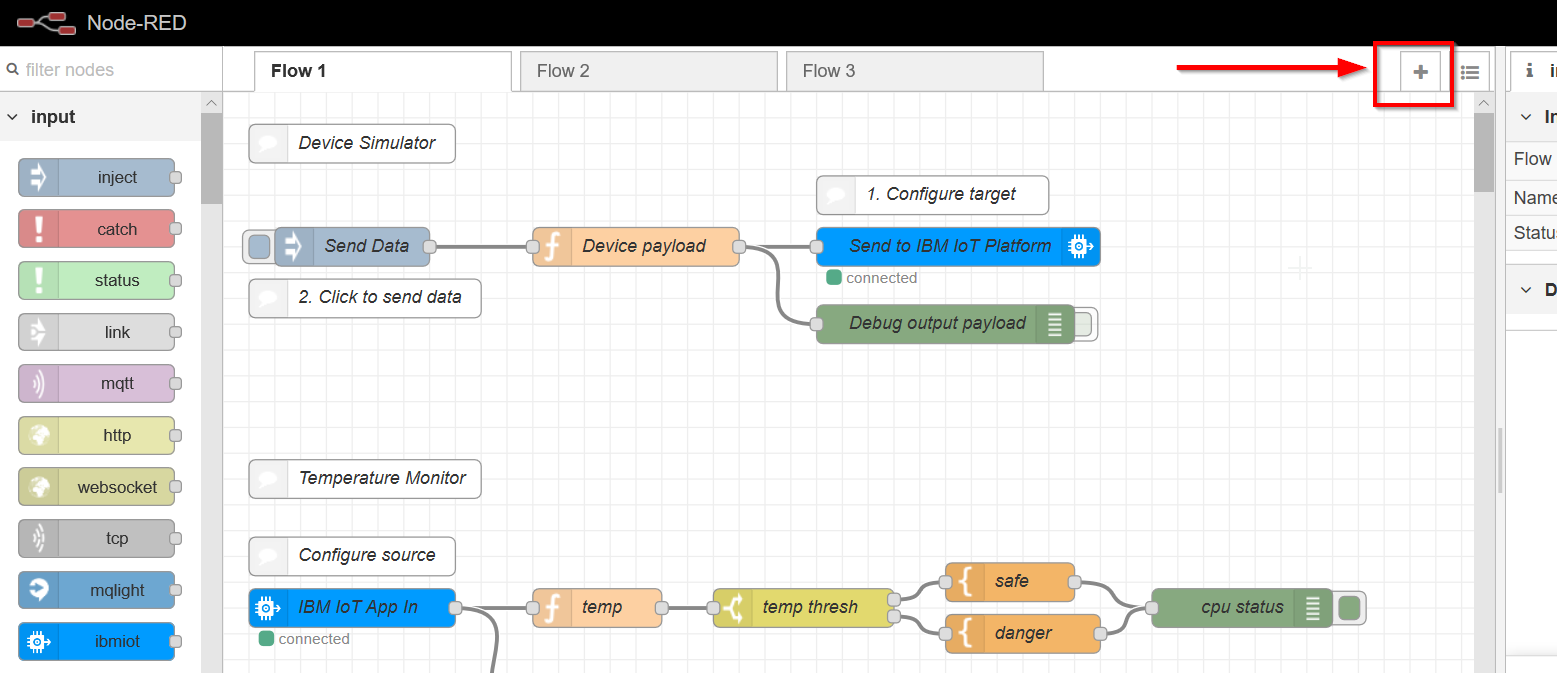 Node-RED
filter nodes
Flow 1
Flow 2
Flow 3
input
inject
catch
status
link
mqtt
http
websocket
tcp
mqlight
ibmiot
Device Simulator
1. Configure target
Send Data
Device payload
Send to IBM IoT Platform
connected
2. Click to send data
Debug output payload
Temperature Monitor
Configure source
IBM IoT App In
connected
temp
temp thresh
safe
danger
cpu status
Flow
Name